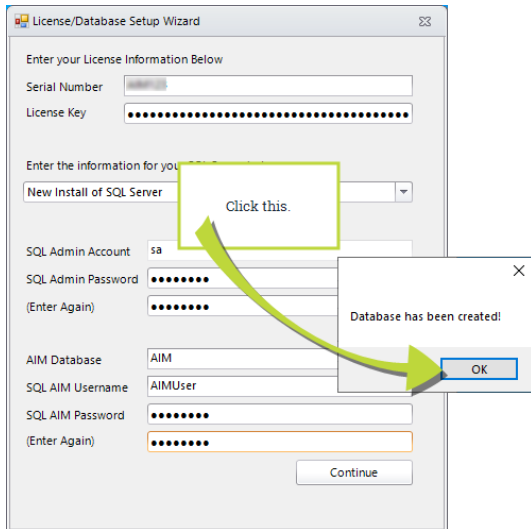 License/Database Setup Wizard
Enter your License Information Below
Serial Number
License Key ••••••••••••••••••••••••••••••••••••••••
Enter the information for your
New Install of SQL Server
Click this.
SQL Admin Account sa
SQL Admin Password ••••••••
(Enter Again) ••••••••
Database has been created!
OK
AIM Database AIM
SQL AIM Username AIMUser
SQL AIM Password ••••••••
(Enter Again) ••••••••
Continue